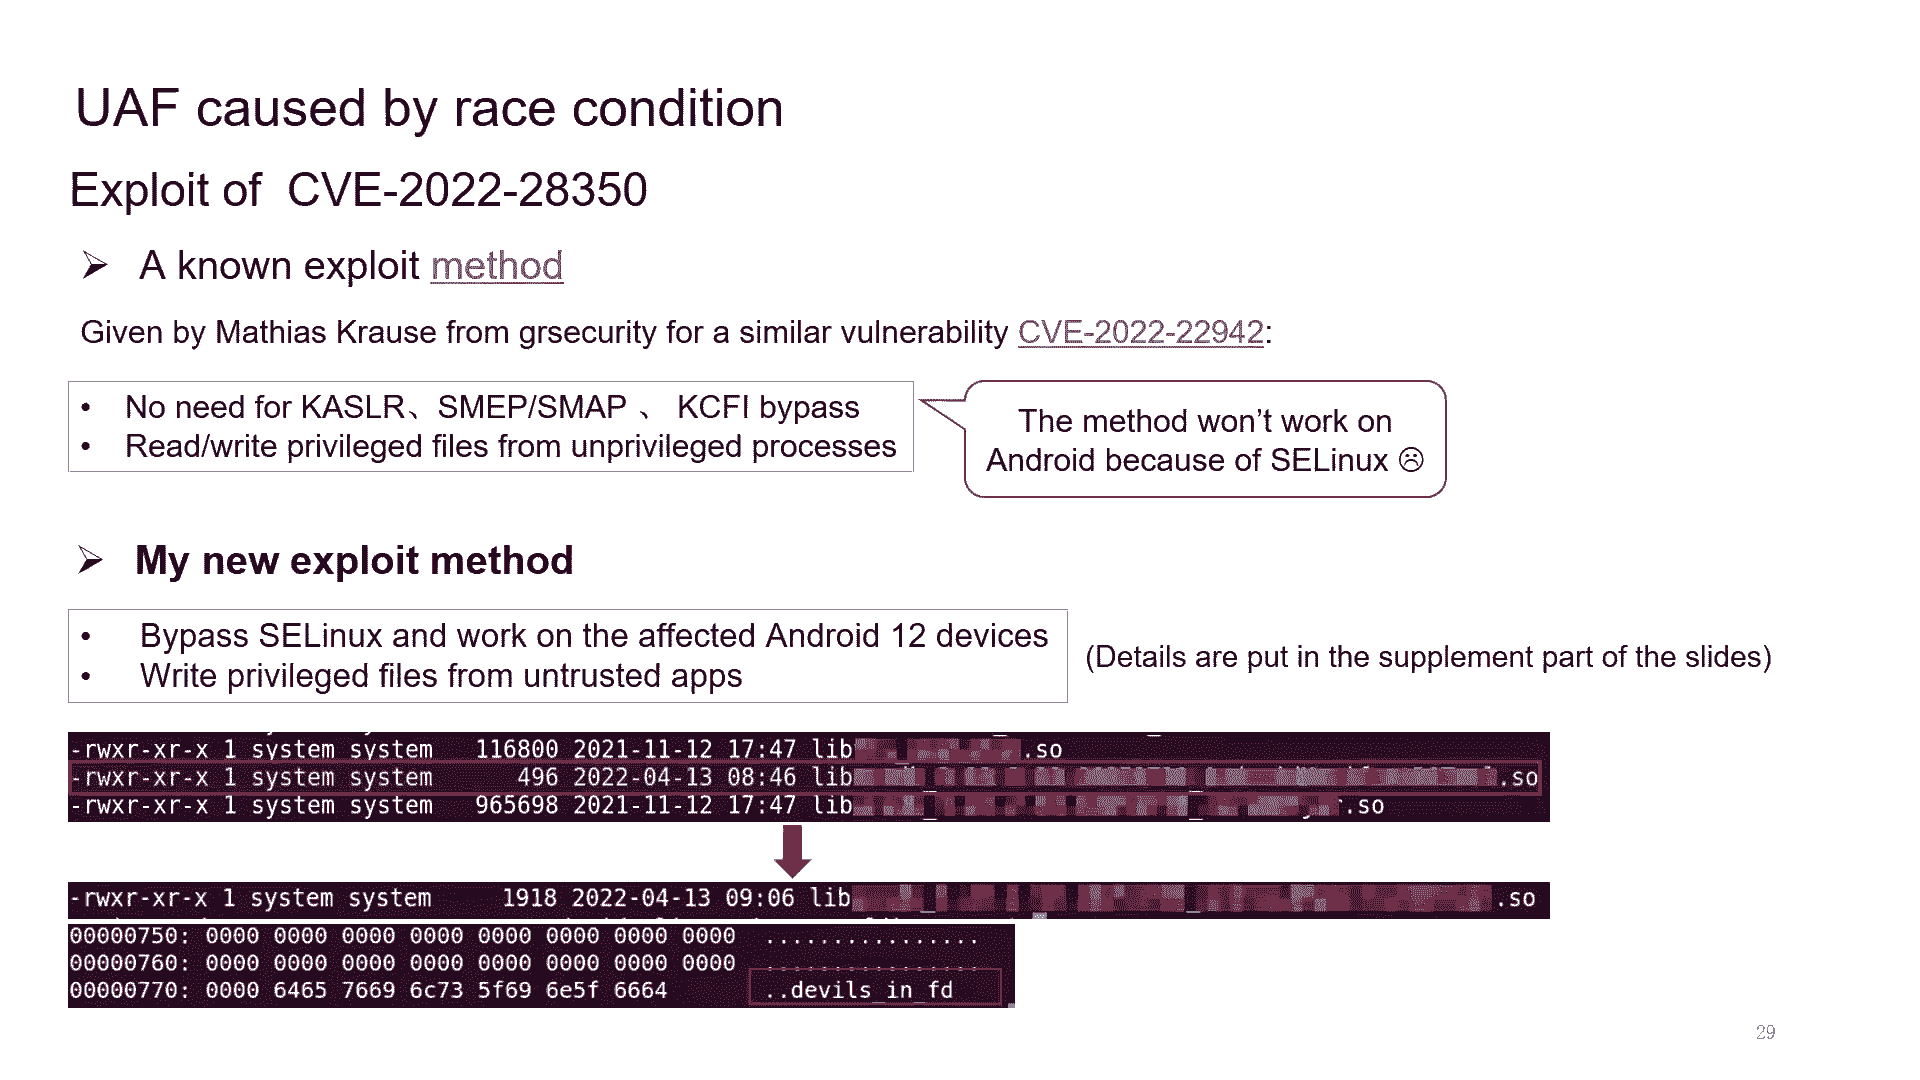 UAF caused by race condition
Exploit of CVE-2022-28350
➢ A known exploit method
Given by Mathias Krause from grsecurity for a similar vulnerability CVE-2022-22942:
• No need for KASLR、SMEP/SMAP 、 KCFI bypass
• Read/write privileged files from unprivileged processes
The method won’t work on
Android because of SELinux ☹
➢ My new exploit method
• Bypass SELinux and work on the affected Android 12 devices
• Write privileged files from untrusted apps
(Details are put in the supplement part of the slides)
-rwxr-xr-x 1 system system 116800 2021-11-12 17:47 lib .so
-rwxr-xr-x 1 system system 496 2022-04-13 08:46 lib .so
-rwxr-xr-x 1 system system 965698 2021-11-12 17:47 lib .so
-rwxr-xr-x 1 system system 1918 2022-04-13 09:06 lib .so
00000750: 0000 0000 0000 0000 0000 0000 0000 0000 ................
00000760: 0000 0000 0000 0000 0000 0000 0000 0000 ................
00000770: 0000 6465 7669 6c73 5f69 6e5f 6664 ..devils_in_fd
29